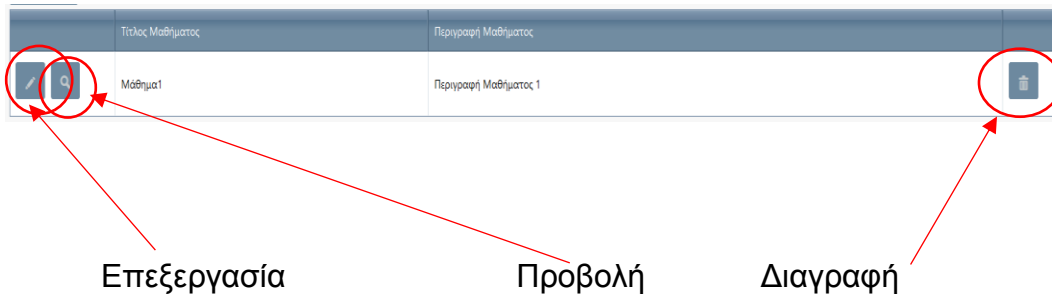 Τίτλος Μαθήματος Περιγραφή Μαθήματος
Μάθημα1 Περιγραφή Μαθήματος 1
Επεξεργασία Προβολή Διαγραφή